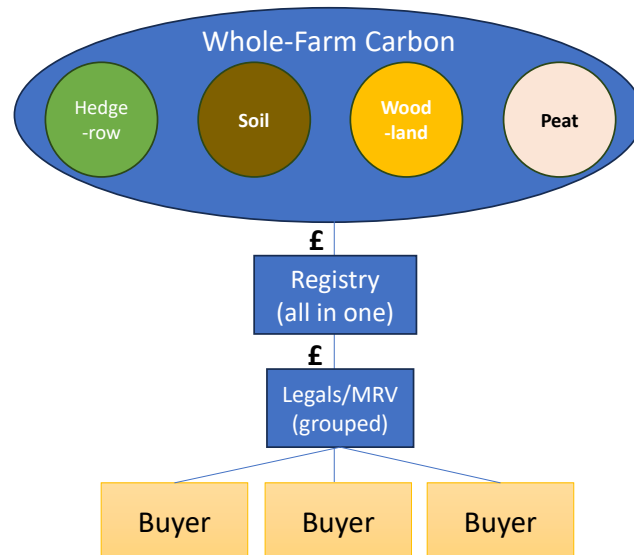 Whole-Farm Carbon
Hedge
-row
Soil
Wood
-land
Peat
£
Registry
(all in one)
£
Legals/MRV
(grouped)
Buyer
Buyer
Buyer